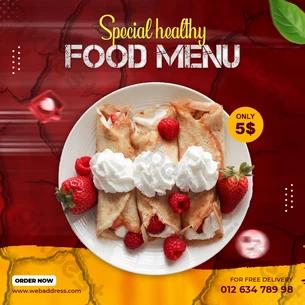 Special healthy
FOOD MENU
ONLY
5$
ORDER NOW
www.webaddress.com
FOR FREE DELIVERY
012 634 789 98